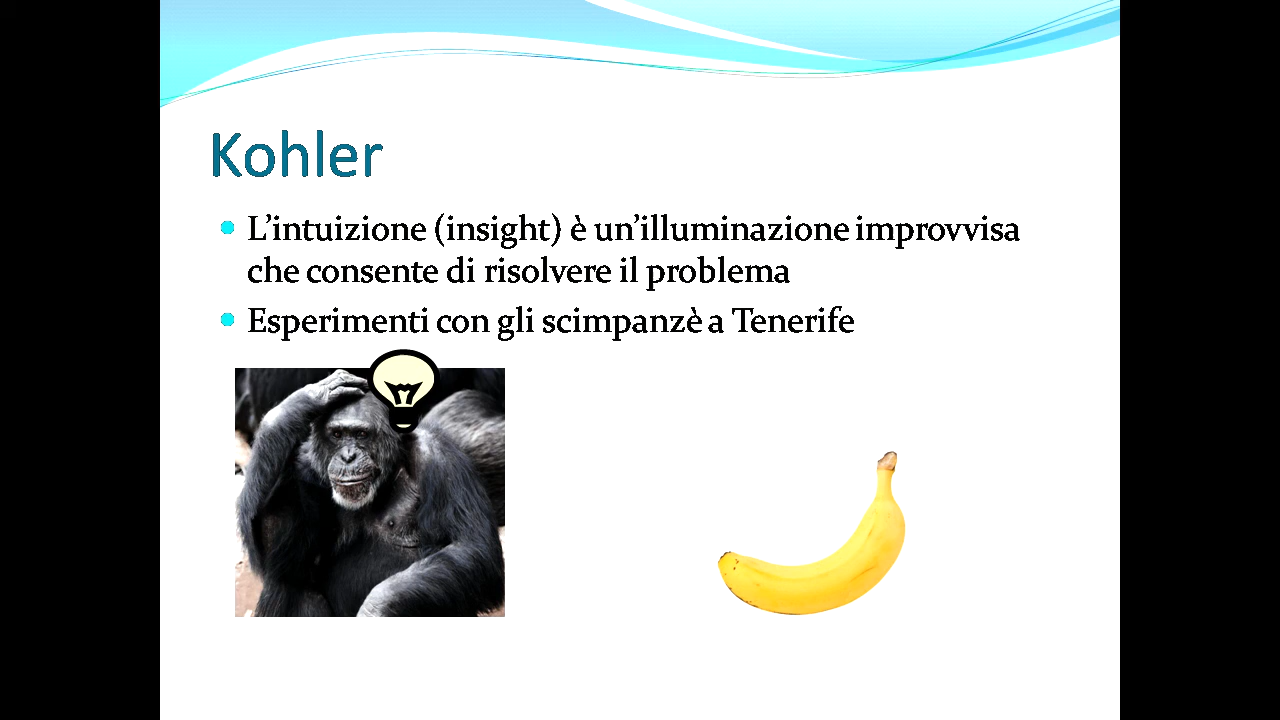 Kohler
L’intuizione (insight) è un’illuminazione improvvisa
che consente di risolvere il problema
Esperimenti con gli scimpanzè a Tenerife